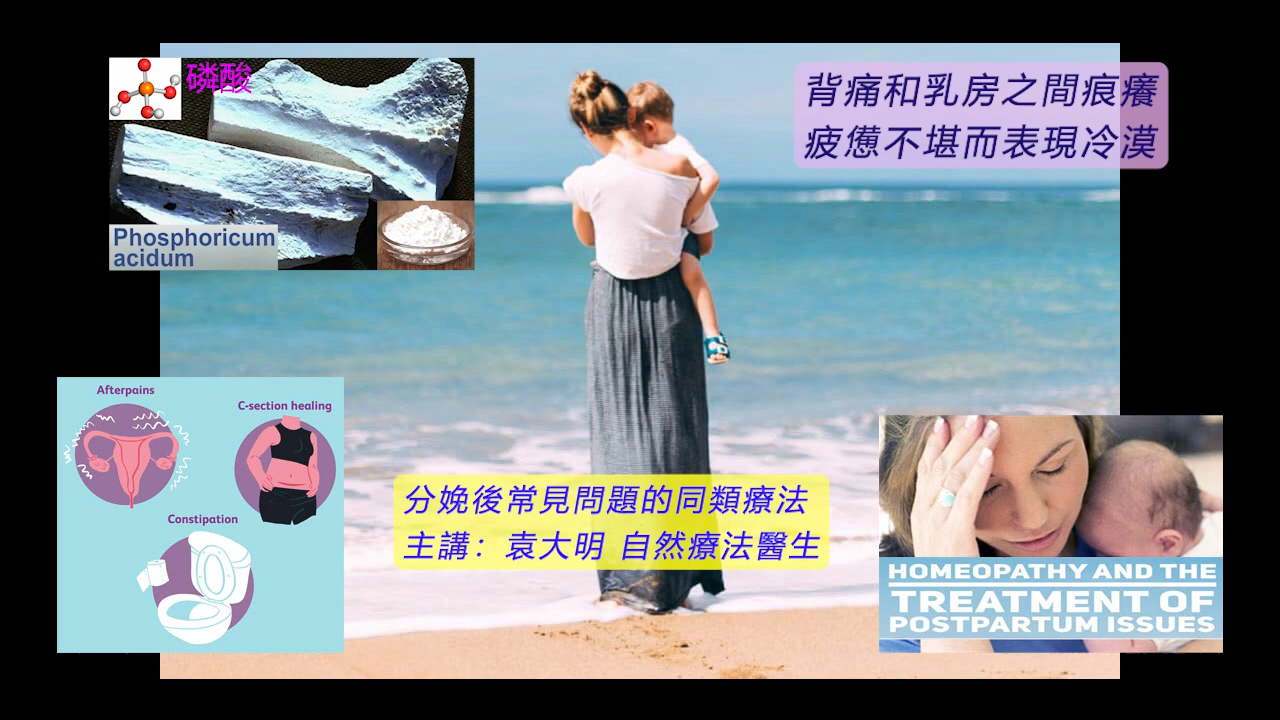 磷酸
Phosphoricum
acidum
背痛和乳房之間痕癢
疲憊不堪而表現冷漠
Afterpains
C-section healing
Constipation
分娩後常見問題的同類療法
主講：袁大明 自然療法醫生
HOMEOPATHY AND THE
TREATMENT OF
POSTPARTUM ISSUES